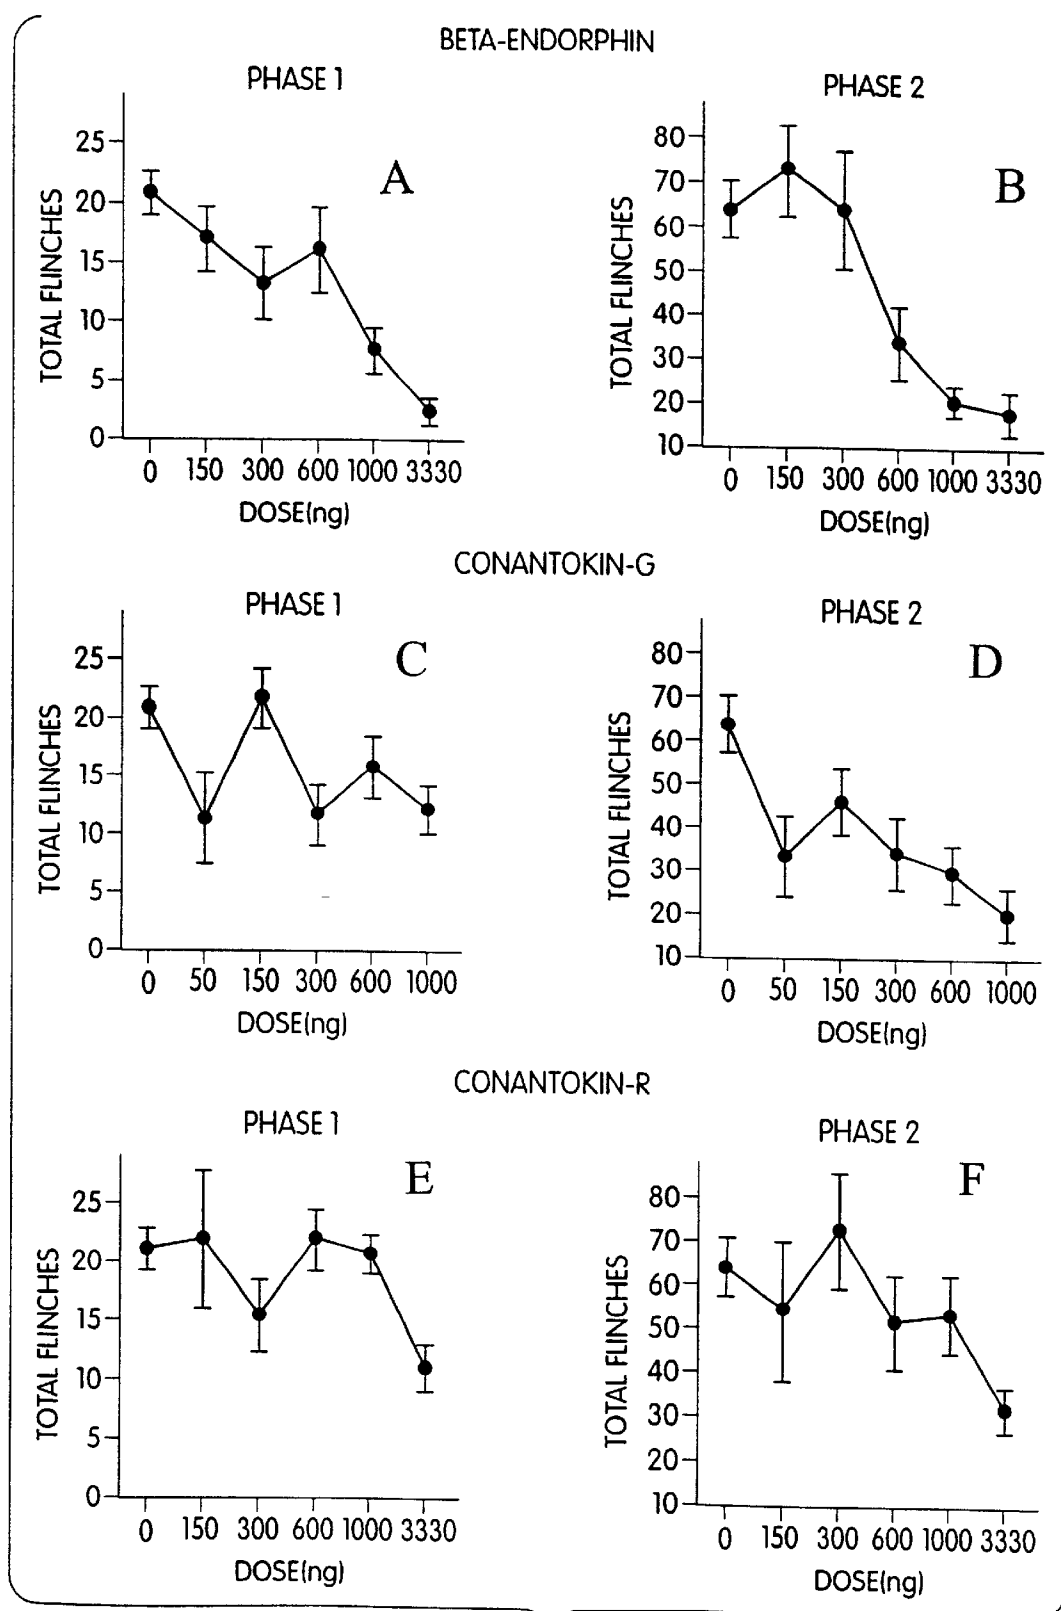 BETA-ENDORPHIN
PHASE 1
A
TOTAL FLINCHES
25
20
15
10
5
0
0 150 300 600 1000 3330
DOSE(ng)
PHASE 2
B
TOTAL FLINCHES
80
70
60
50
40
30
20
10
0 150 300 600 1000 3330
DOSE(ng)
CONANTOKIN-G
PHASE 1
C
TOTAL FLINCHES
25
20
15
10
5
0
0 50 150 300 600 1000
DOSE(ng)
PHASE 2
D
TOTAL FLINCHES
80
70
60
50
40
30
20
10
0 50 150 300 600 1000
DOSE(ng)
CONANTOKIN-R
PHASE 1
E
TOTAL FLINCHES
25
20
15
10
5
0
0 150 300 600 1000 3330
DOSE(ng)
PHASE 2
F
TOTAL FLINCHES
80
70
60
50
40
30
20
10
0 150 300 600 1000 3330
DOSE(ng)